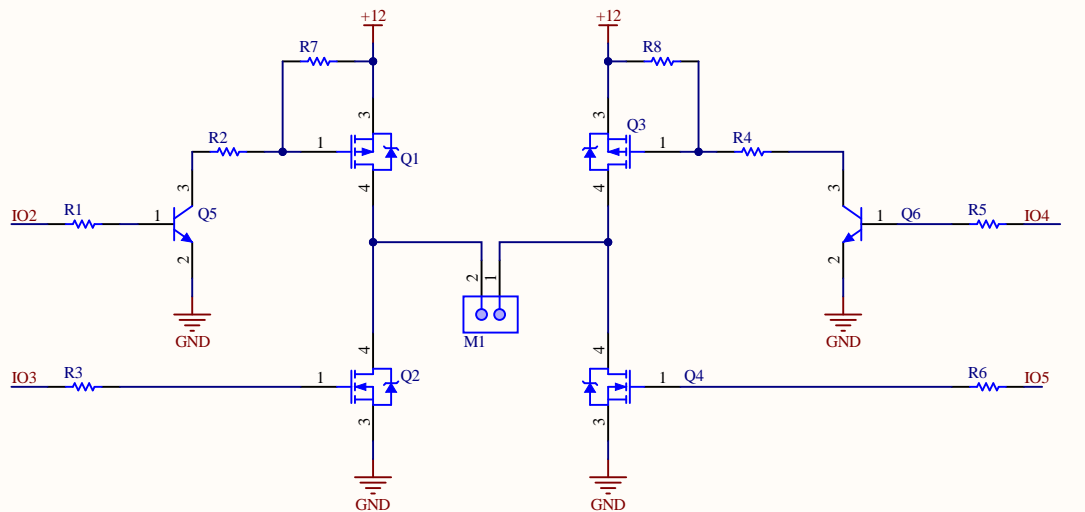 +12 +12
R7 R8
3 3
R2 1 Q1 Q3 1 R4
4 4
3 3
IO2 R1 1 Q5 Q6 1 R5 IO4
2 2
2 1
GND M1 GND
4 4
IO3 R3 1 Q2 1 Q4 R6 IO5
3 3
GND GND